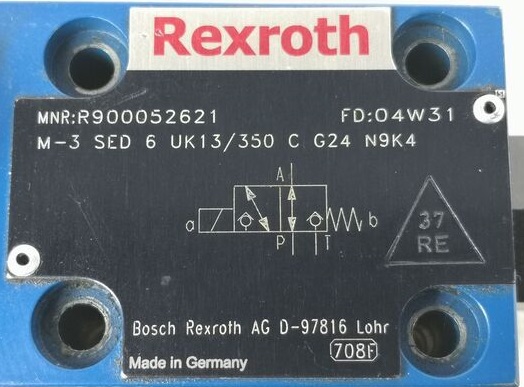 Rexroth
MNR:R900052621 FD:04W31
M-3 SED 6 UK13/350 C G24 N9K4
A
a b
P T
37
RE
Bosch Rexroth AG D-97816 Lohr
708F
Made in Germany